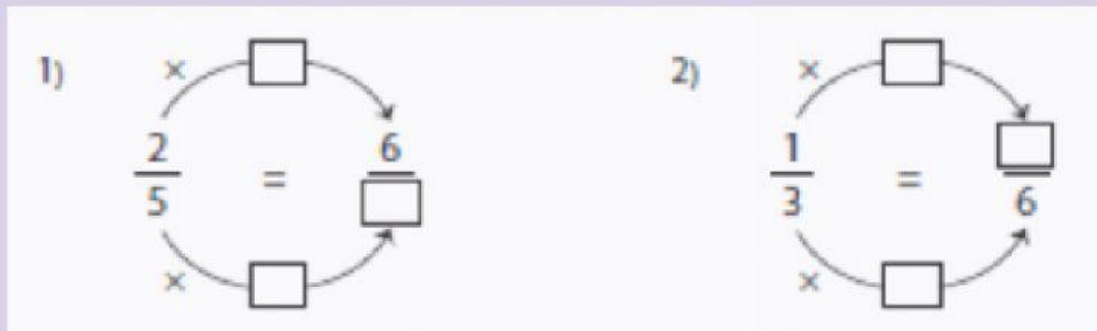 1) × 2) ×
2 6 1
= =
5 3 6
× ×